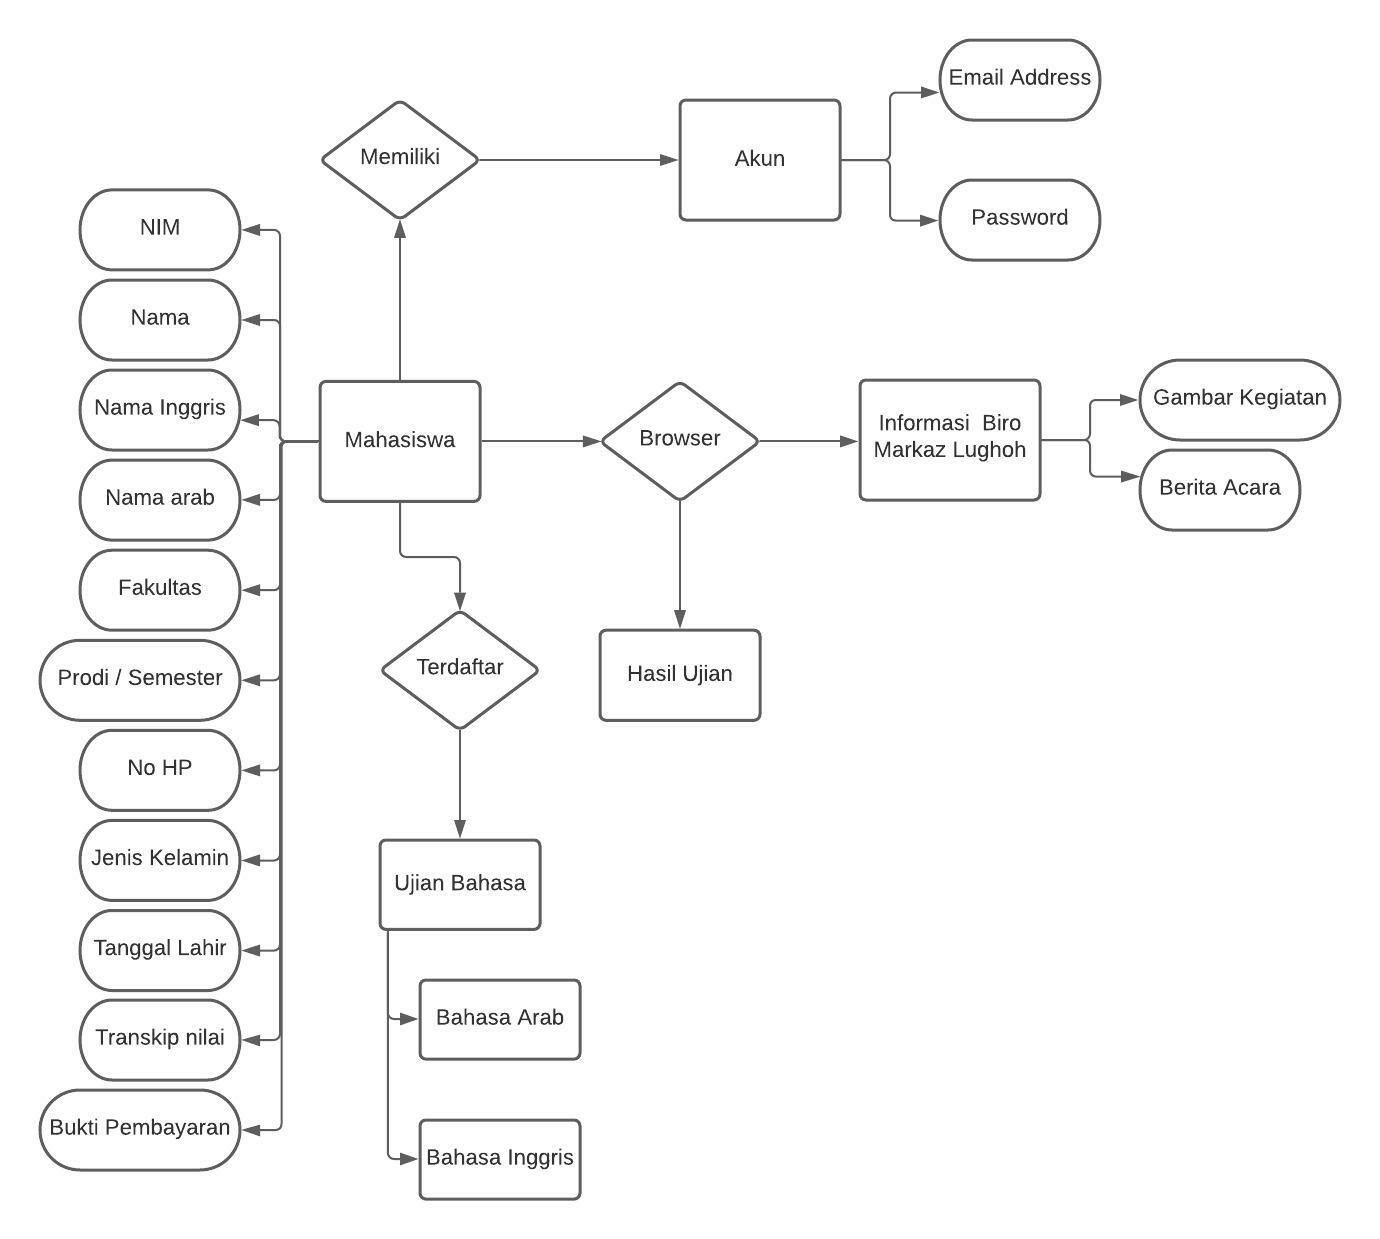 Email Address
Memiliki
Akun
Password
NIM
Nama
Nama Inggris
Nama arab
Fakultas
Prodi / Semester
No HP
Jenis Kelamin
Tanggal Lahir
Transkip nilai
Bukti Pembayaran
Mahasiswa
Browser
Informasi  Biro
Markaz Lughoh
Gambar Kegiatan
Berita Acara
Terdaftar
Hasil Ujian
Ujian Bahasa
Bahasa Arab
Bahasa Inggris